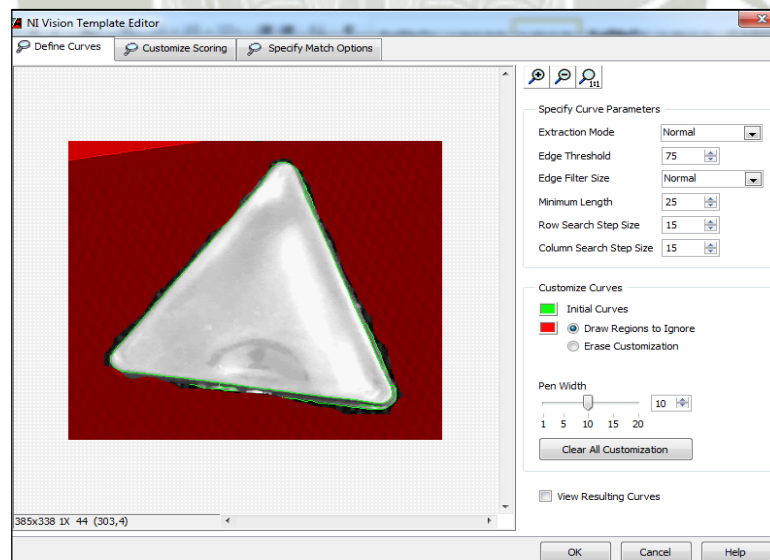 NI Vision Template Editor
Define Curves
Customize Scoring
Specify Match Options
1:1
Specify Curve Parameters
Extraction Mode Normal
Edge Threshold 75
Edge Filter Size Normal
Minimum Length 25
Row Search Step Size 15
Column Search Step Size 15
Customize Curves
Initial Curves
Draw Regions to Ignore
Erase Customization
Pen Width
10
1 5 10 15 20
Clear All Customization
View Resulting Curves
385x338 1X 44 (303,4)
OK Cancel Help